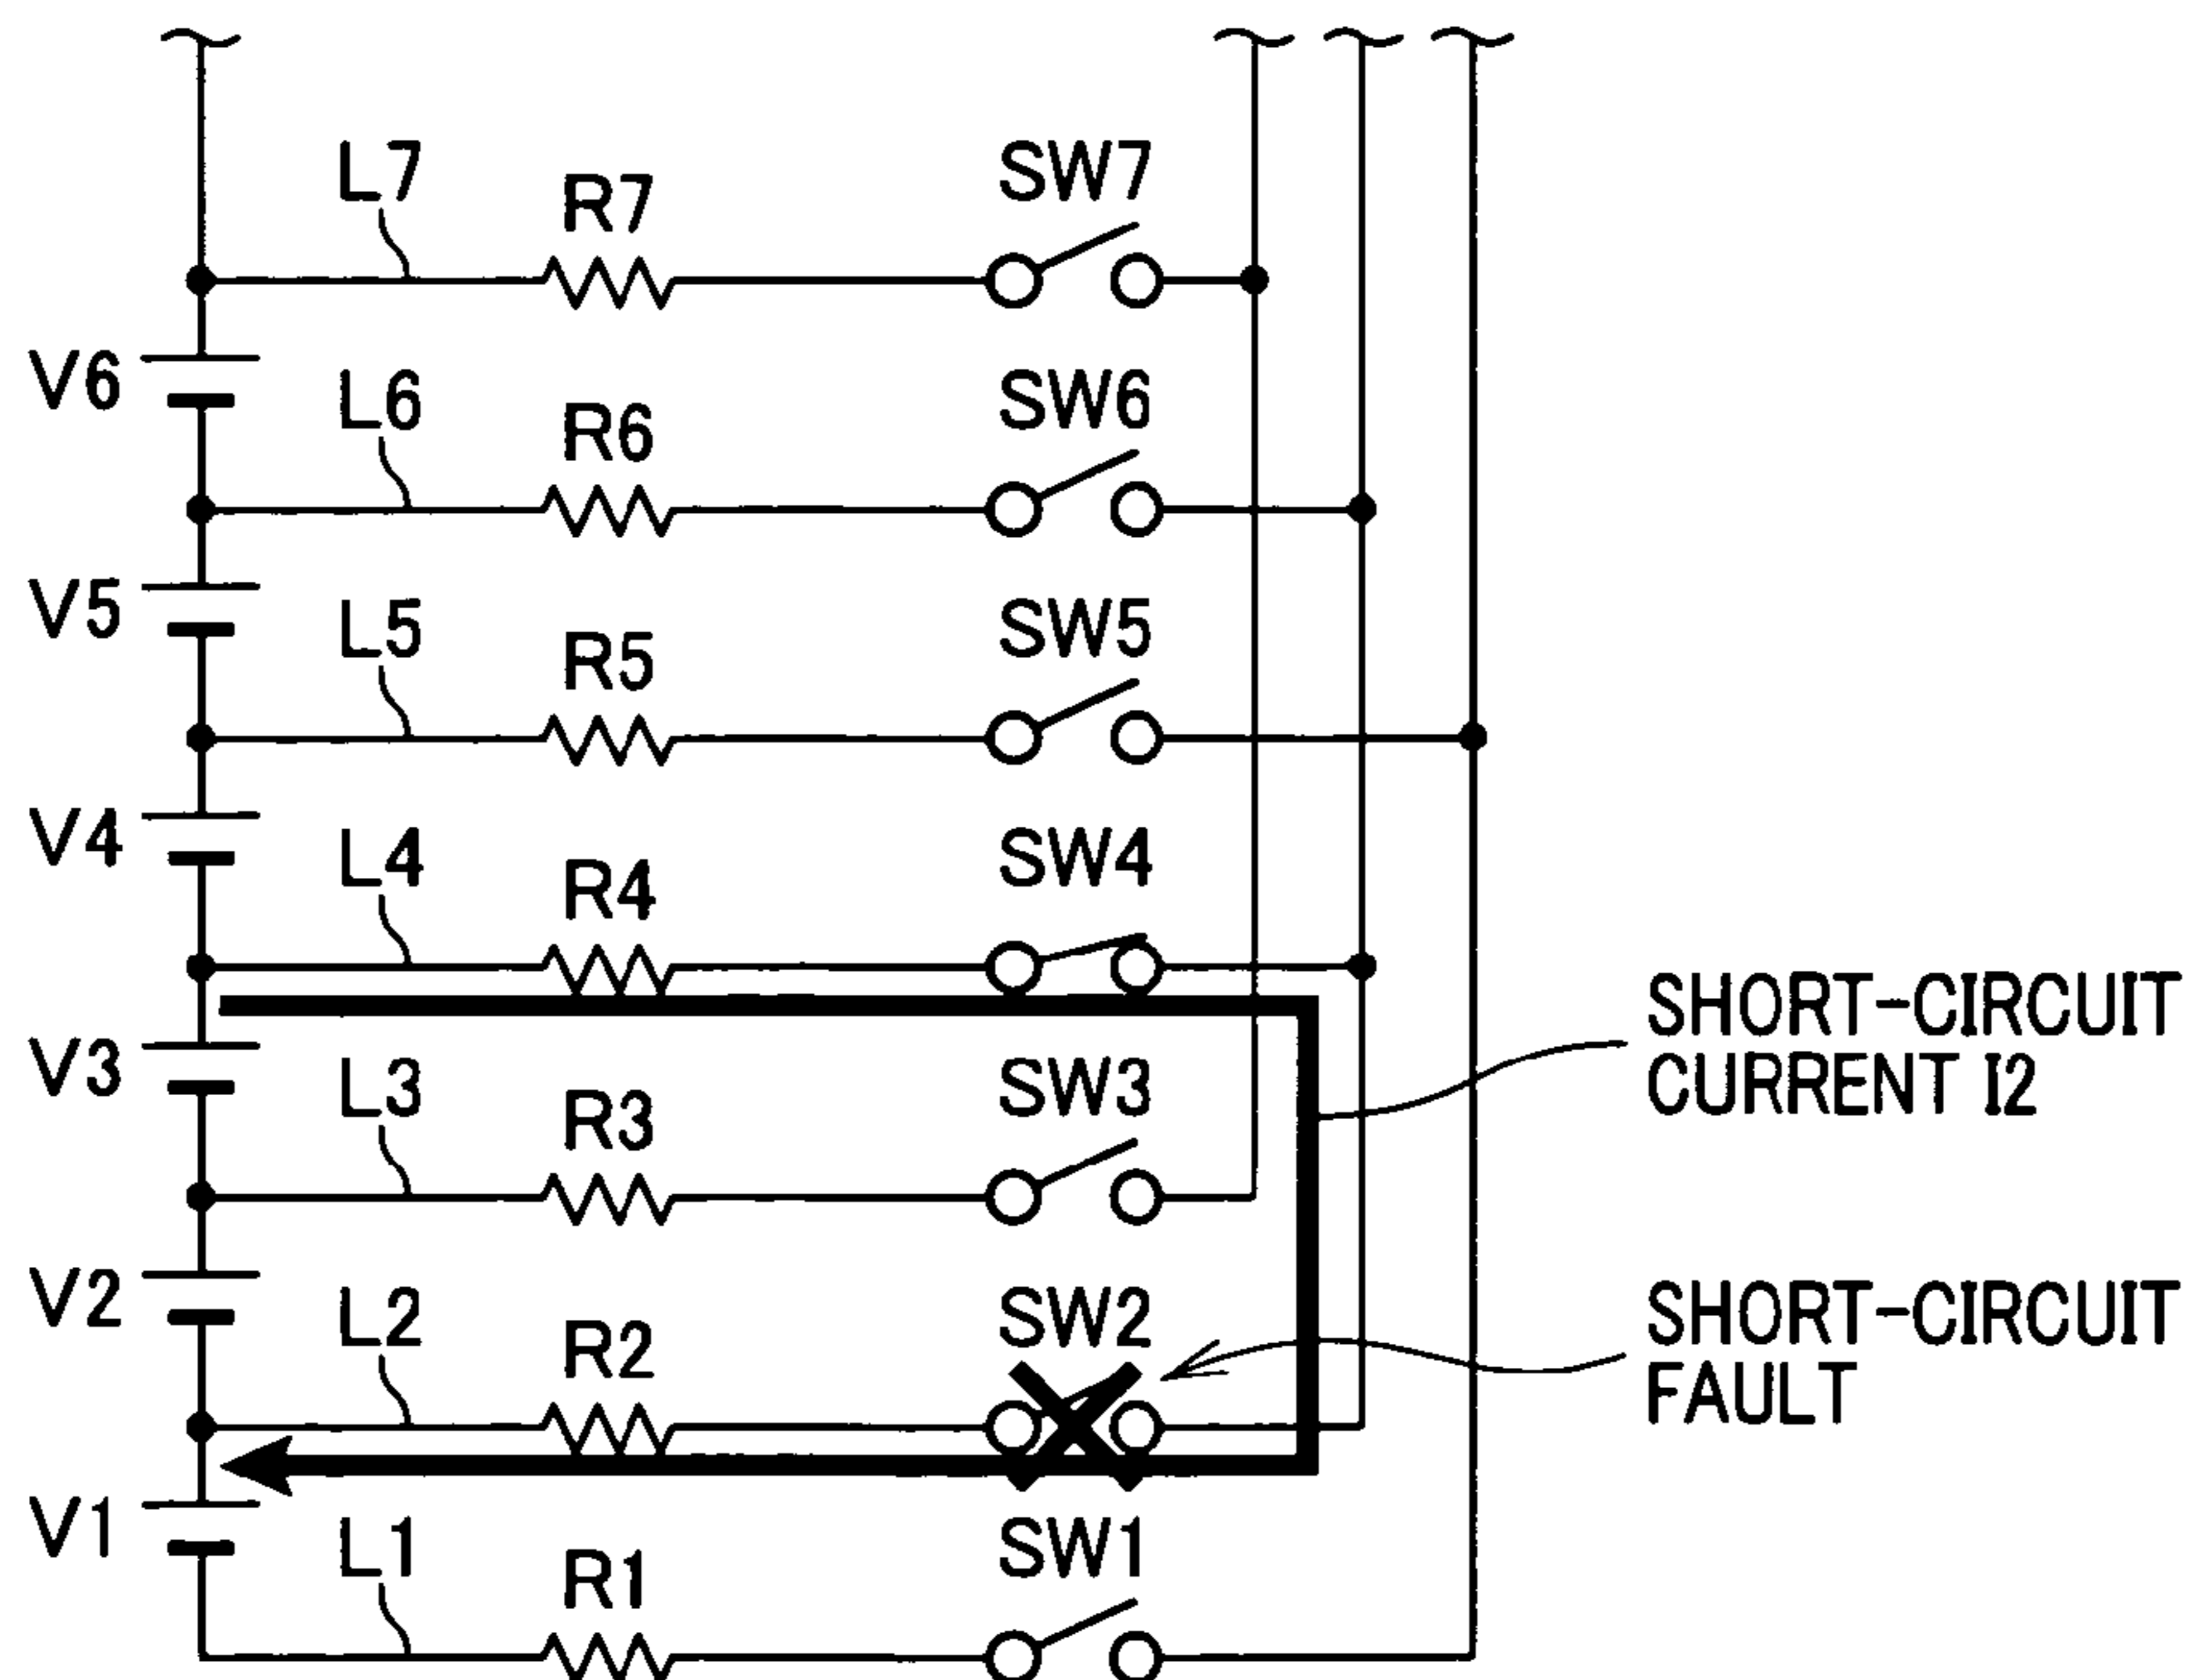 L7
R7
SW7
V6
L6
R6
SW6
V5
L5
R5
SW5
V4
L4
R4
SW4
SHORT-CIRCUIT
CURRENT I2
V3
L3
R3
SW3
V2
L2
R2
SW2
SHORT-CIRCUIT
FAULT
V1
L1
R1
SW1